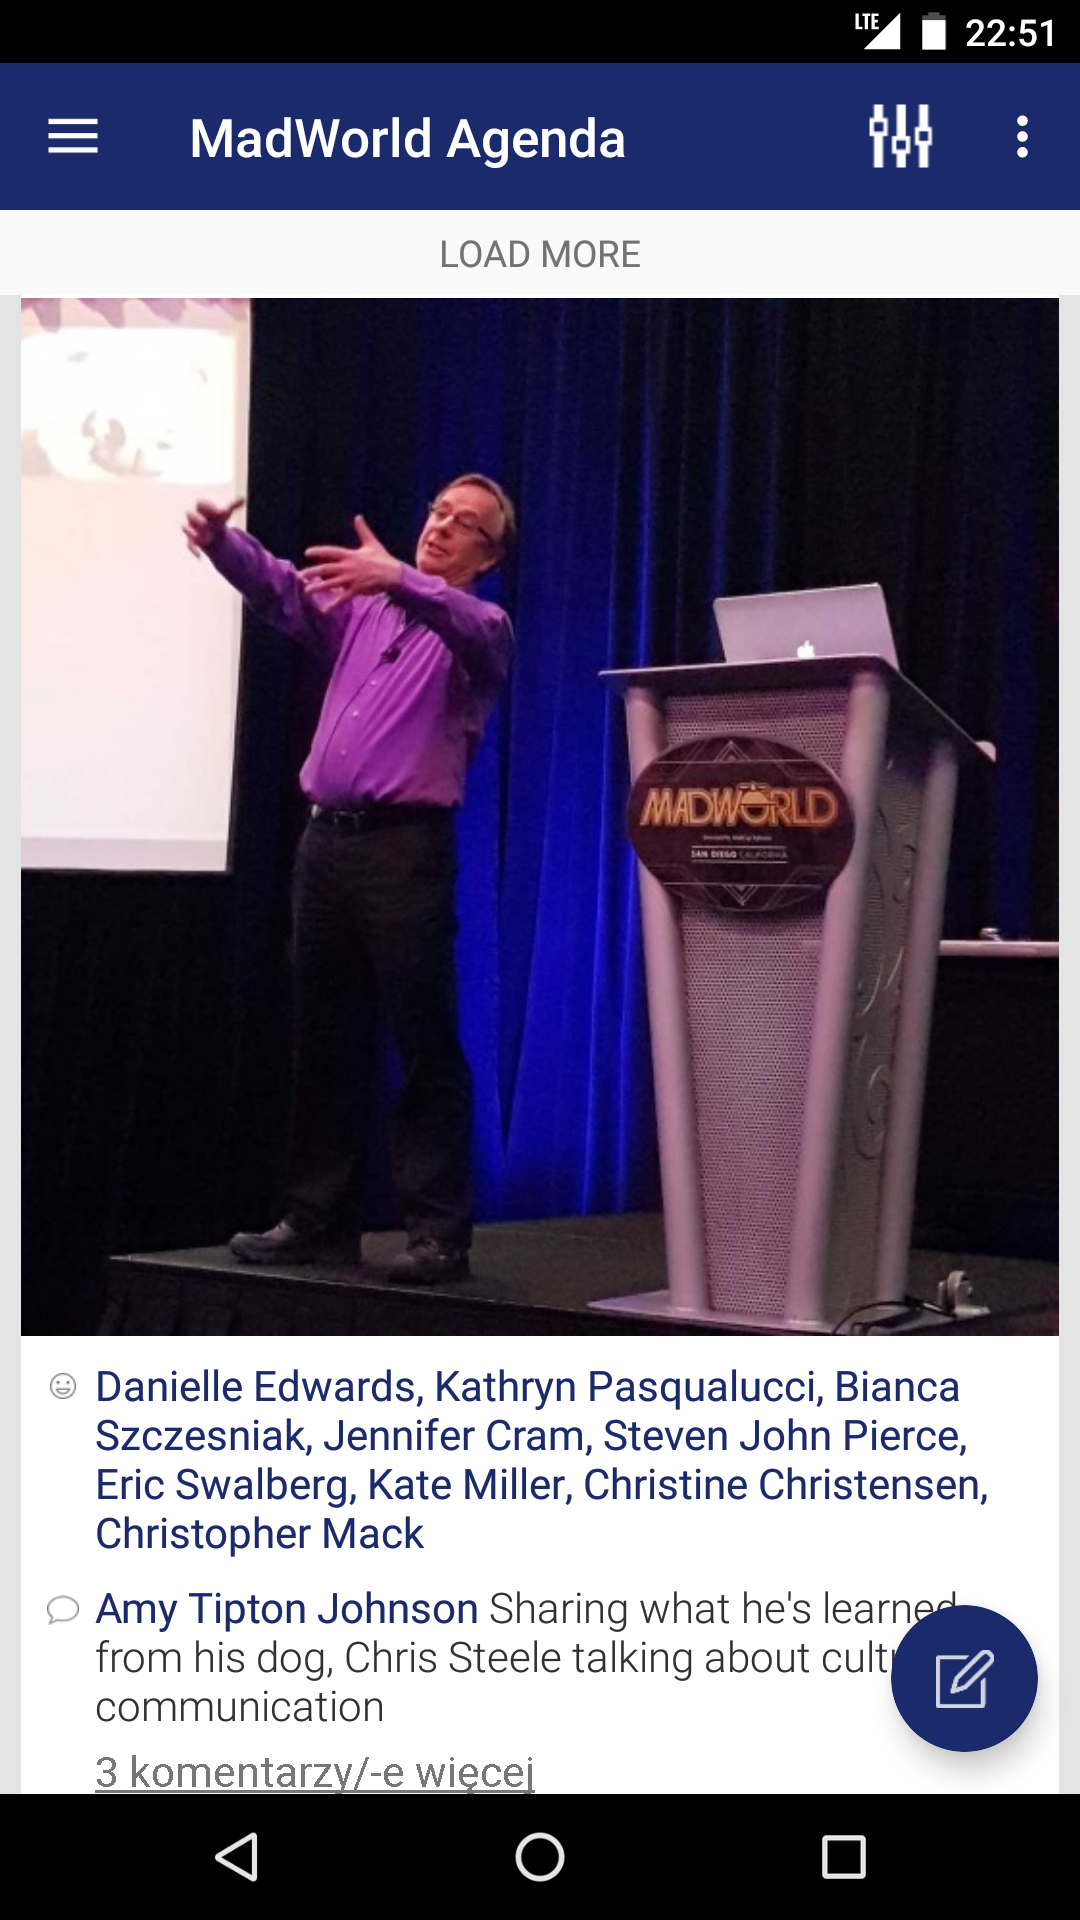 LTE 22:51
MadWorld Agenda
LOAD MORE
MADWORLD
SAN DIEGO CALIFORNIA
Danielle Edwards, Kathryn Pasqualucci, Bianca
Szczesniak, Jennifer Cram, Steven John Pierce,
Eric Swalberg, Kate Miller, Christine Christensen,
Christopher Mack
Amy Tipton Johnson Sharing what he's learned
from his dog, Chris Steele talking about
communication
3 komentarzy/-e więcej